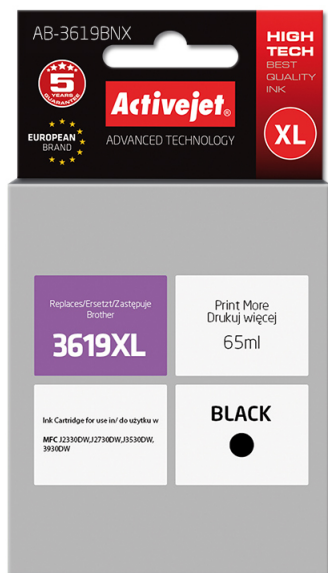 AB-3619BNX
HIGH
TECH
BEST
QUALITY
INK
5
YEARS
GUARANTEE
Activejet®
EUROPEAN
BRAND
ADVANCED TECHNOLOGY
XL
Replaces/Ersetzt/Zastępuje
Brother
3619XL
Print More
Drukuj więcej
65ml
Ink Cartridge for use in/ do użytku w
MFC J2330DW,J2730DW,J3530DW,
3930DW
BLACK